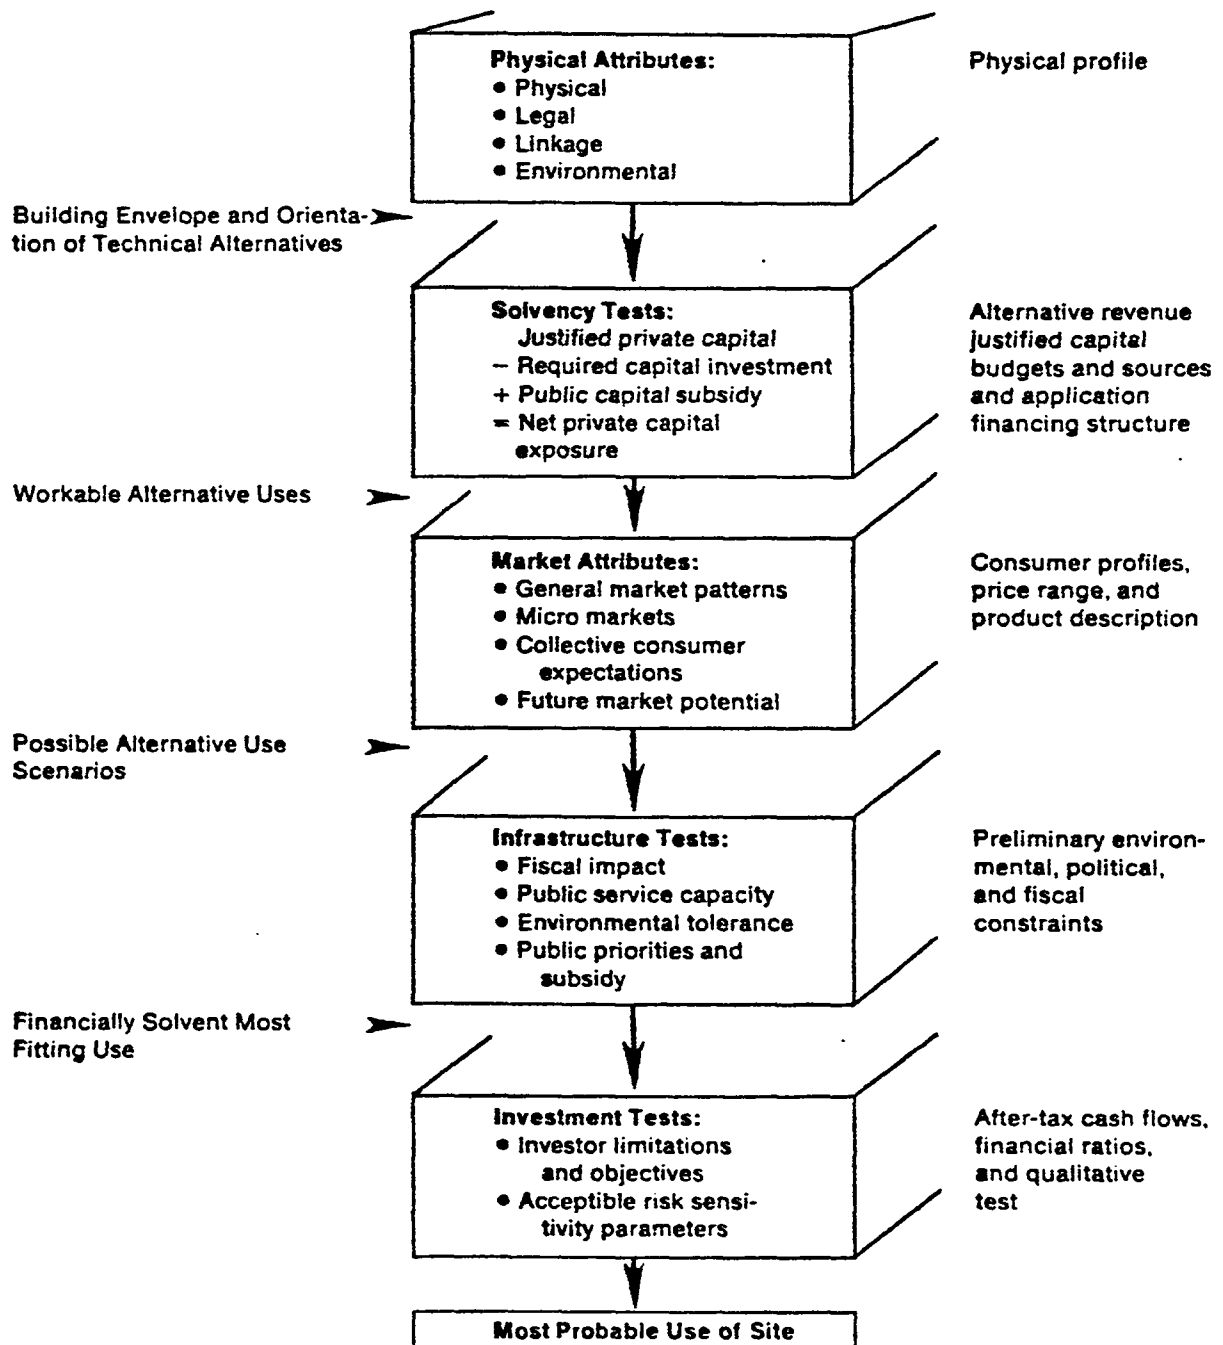 Physical Attributes:
• Physical
• Legal
• Linkage
• Environmental
Physical profile
Building Envelope and Orienta-
tion of Technical Alternatives
Solvency Tests:
Justified private capital
– Required capital investment
+ Public capital subsidy
= Net private capital
exposure
Alternative revenue
justified capital
budgets and sources
and application
financing structure
Workable Alternative Uses
Market Attributes:
• General market patterns
• Micro markets
• Collective consumer
expectations
• Future market potential
Consumer profiles,
price range, and
product description
Possible Alternative Use
Scenarios
Infrastructure Tests:
• Fiscal impact
• Public service capacity
• Environmental tolerance
• Public priorities and
subsidy
Preliminary environ-
mental, political,
and fiscal
constraints
Financially Solvent Most
Fitting Use
Investment Tests:
• Investor limitations
and objectives
• Acceptible risk sensi-
tivity parameters
After-tax cash flows,
financial ratios,
and qualitative
test
Most Probable Use of Site